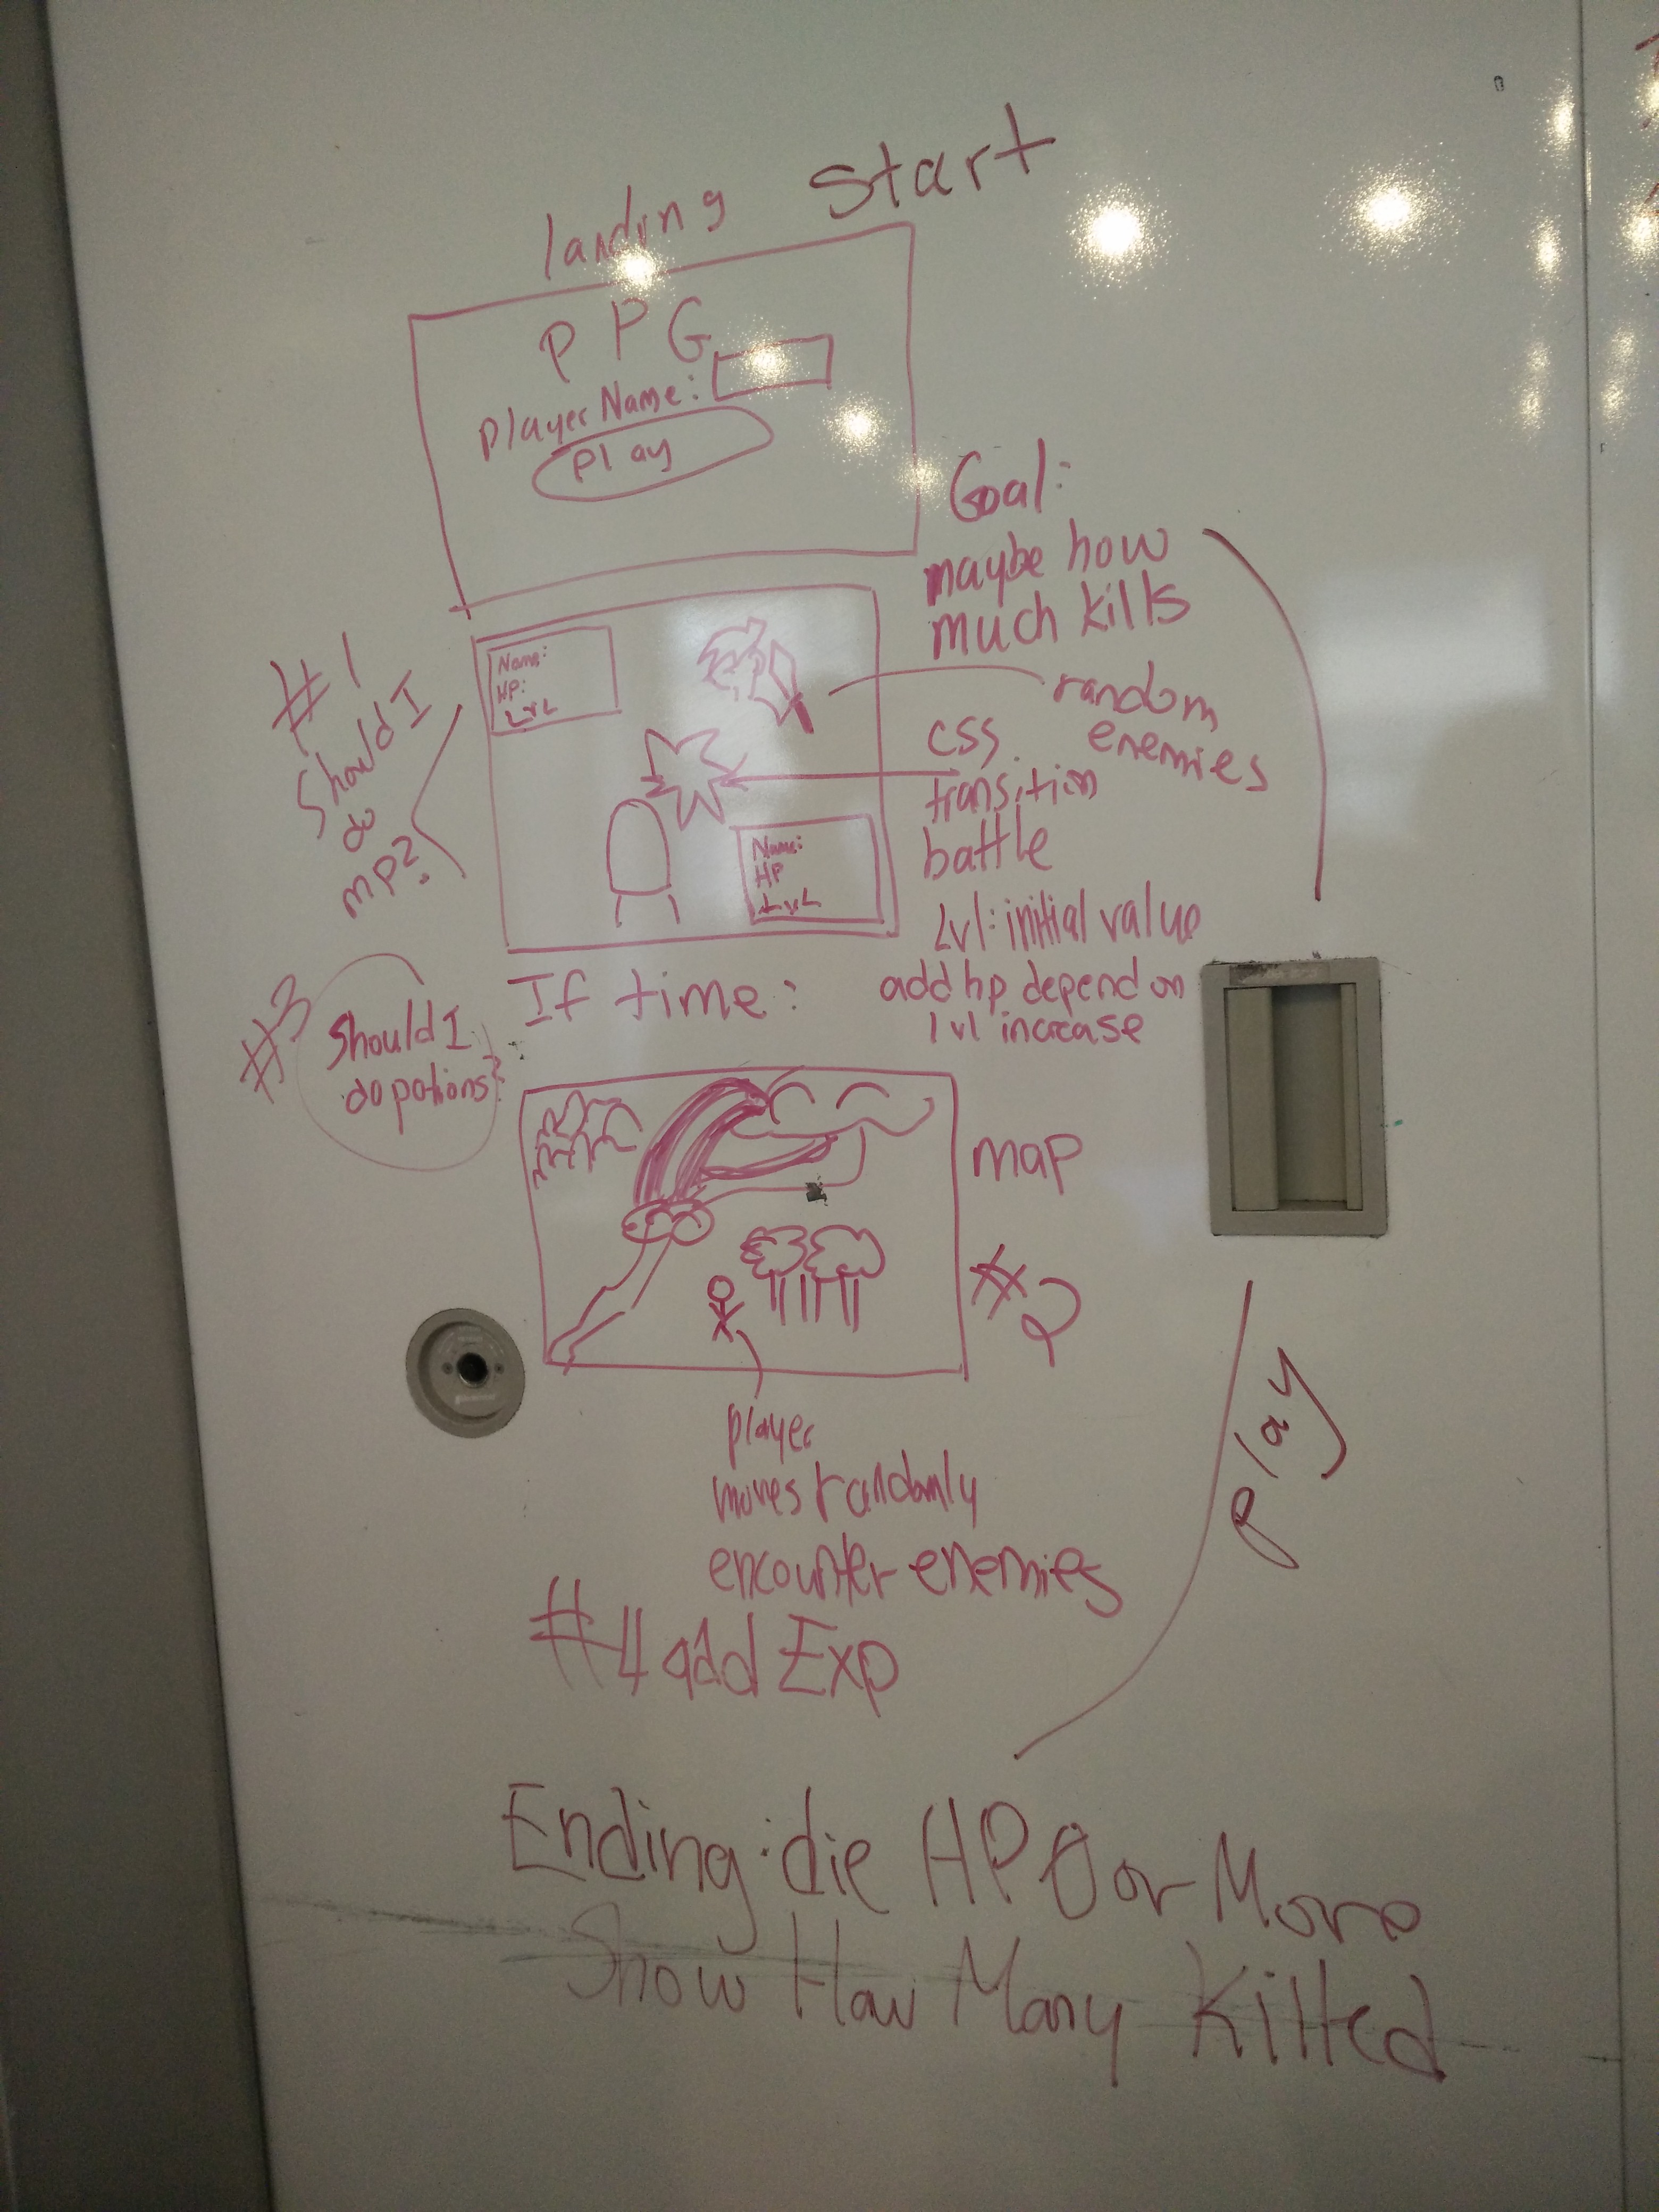 landing Start
PPG
Player Name:
Play
Goal:
maybe how
much kills
random
enemies
#1
Should I
do
MP?
Name:
HP:
LvL
css
transition
battle
Name:
HP
LvL
Lvl: initial value
add hp depend on
lvl increase
If time:
#3
Should I
do potions?
map
#2
player
moves randomly
encounter enemies
#4 add Exp
Play
Ending: die HP 0 or More
Show How Many Killed